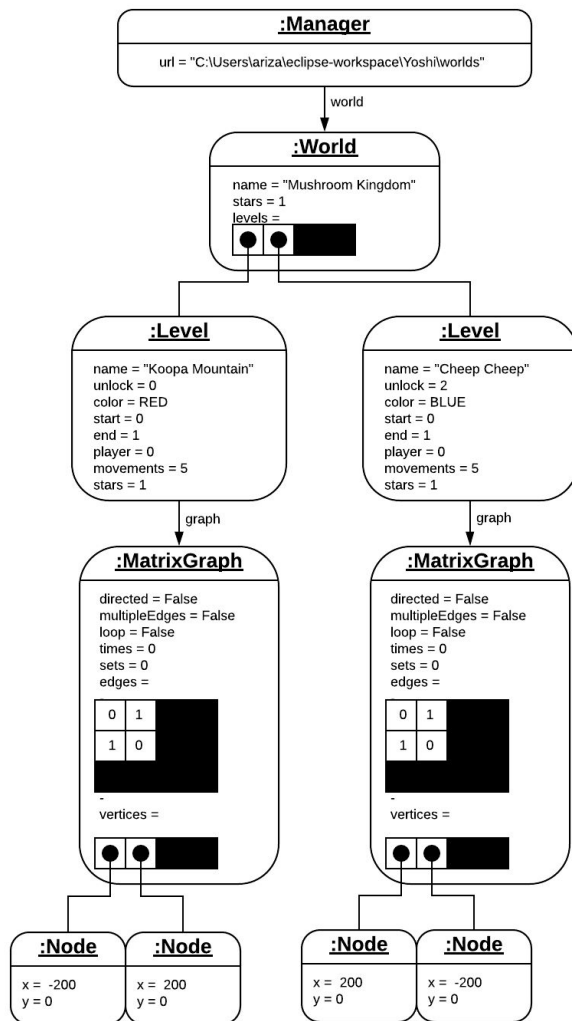 :Manager
url = "C:\Users\ariza\eclipse-workspace\Yoshi\worlds"
world
:World
name = "Mushroom Kingdom"
stars = 1
levels =
:Level
name = "Koopa Mountain"
unlock = 0
color = RED
start = 0
end = 1
player = 0
movements = 5
stars = 1
graph
:MatrixGraph
directed = False
multipleEdges = False
loop = False
times = 0
sets = 0
edges =
0 1
1 0
-
vertices =
:Node
x = -200
y = 0
:Node
x = 200
y = 0
:Level
name = "Cheep Cheep"
unlock = 2
color = BLUE
start = 0
end = 1
player = 0
movements = 5
stars = 1
graph
:MatrixGraph
directed = False
multipleEdges = False
loop = False
times = 0
sets = 0
edges =
0 1
1 0
-
vertices =
:Node
x = 200
y = 0
:Node
x = -200
y = 0